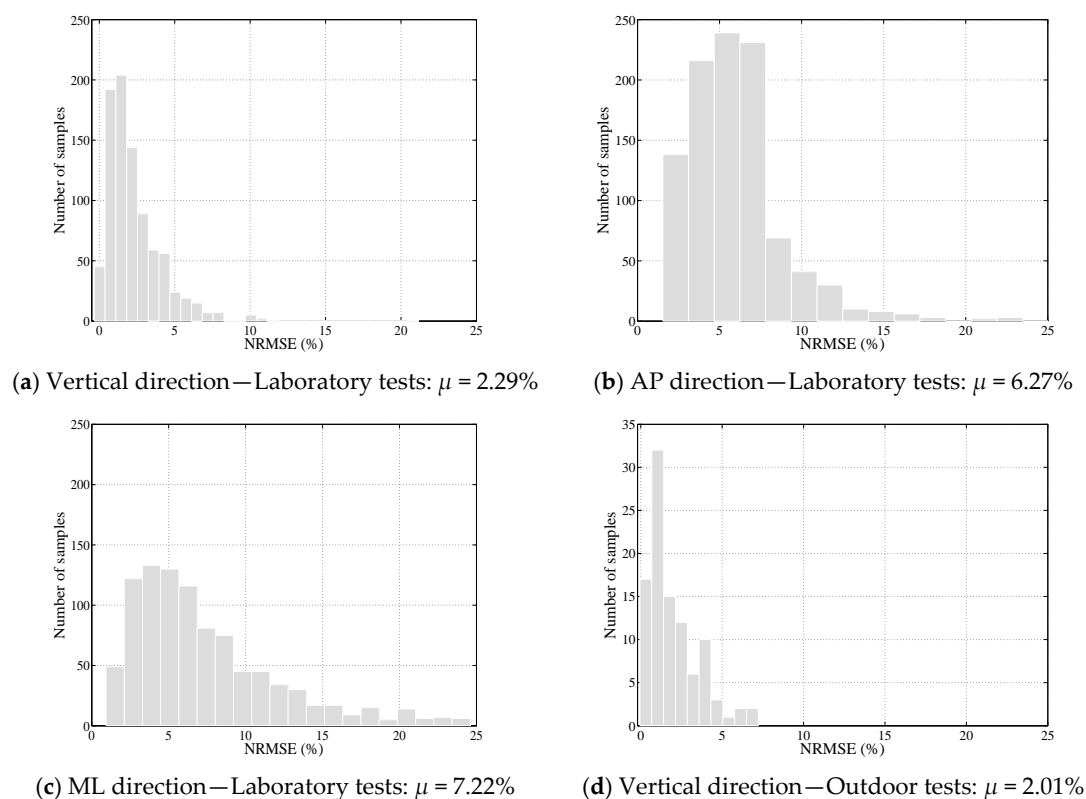 250
200
150
100
50
0
Number of samples
0 5 10 15 20 25
NRMSE (%)
(a) Vertical direction—Laboratory tests: μ = 2.29%
250
200
150
100
50
0
Number of samples
0 5 10 15 20 25
NRMSE (%)
(b) AP direction—Laboratory tests: μ = 6.27%
250
200
150
100
50
0
Number of samples
0 5 10 15 20 25
NRMSE (%)
(c) ML direction—Laboratory tests: μ = 7.22%
35
30
25
20
15
10
5
0
Number of samples
0 5 10 15 20 25
NRMSE (%)
(d) Vertical direction—Outdoor tests: μ = 2.01%